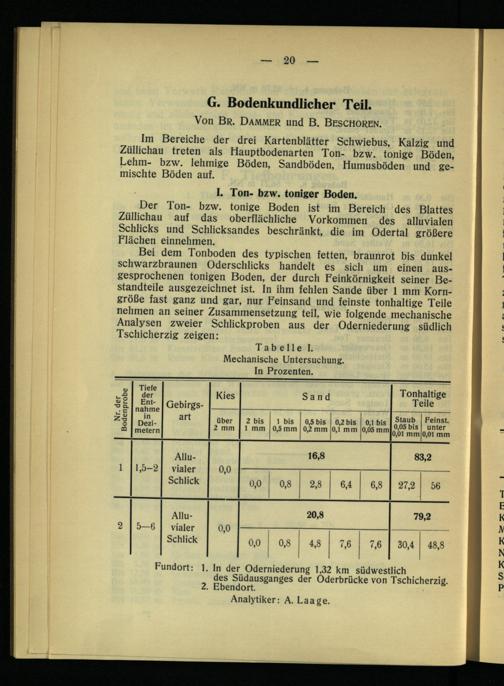 — 20 —
G. Bodenkundlicher Teil.
Von Br. Dammer und B. Beschoren.
Im Bereiche der drei Kartenblätter Schwiebus, Kalzig und
Züllichau treten als Hauptbodenarten Ton- bzw. tonige Böden,
Lehm- bzw. lehmige Böden, Sandböden, Humusböden und ge-
mischte Böden auf.
I. Ton- bzw. toniger Boden.
Der Ton- bzw. tonige Boden ist im Bereich des Blattes
Züllichau auf das oberflächliche Vorkommen des alluvialen
Schlicks und Schlicksandes beschränkt, die im Odertal größere
Flächen einnehmen.
Bei dem Tonboden des typischen fetten, braunrot bis dunkel
schwarzbraunen Oderschlicks handelt es sich um einen aus-
gesprochenen tonigen Boden, der durch Feinkörnigkeit seiner Be-
standteile ausgezeichnet ist. In ihm fehlen Sande über 1 mm Korn-
größe fast ganz und gar, nur Feinsand und feinste tonhaltige Teile
nehmen an seiner Zusammensetzung teil, wie folgende mechanische
Analysen zweier Schlickproben aus der Oderniederung südlich
Tschicherzig zeigen:
Tabelle I.
Mechanische Untersuchung.
In Prozenten.
Nr. der
Bodenprobe
Tiefe
der
Ent-
nahme
in
Dezi-
metern
Gebirgs-
art
Kies
über
2 mm
Sand
2 bis
1 mm
1 bis
0,5 mm
0,5 bis
0,2 mm
0,2 bis
0,1 mm
0,1 bis
0,05 mm
Tonhaltige
Teile
Staub
0,05 bis
0,01 mm
Feinst.
unter
0,01 mm
1
1,5—2
Allu-
vialer
Schlick
0,0
16,8
83,2
0,0 0,8 2,8 6,4 6,8 27,2 56
2
5—6
Allu-
vialer
Schlick
0,0
20,8
79,2
0,0 0,8 4,8 7,6 7,6 30,4 48,8
Fundort: 1. In der Oderniederung 1,32 km südwestlich
des Südausganges der Oderbrücke von Tschicherzig.
2. Ebendort.
Analytiker: A. Laage.